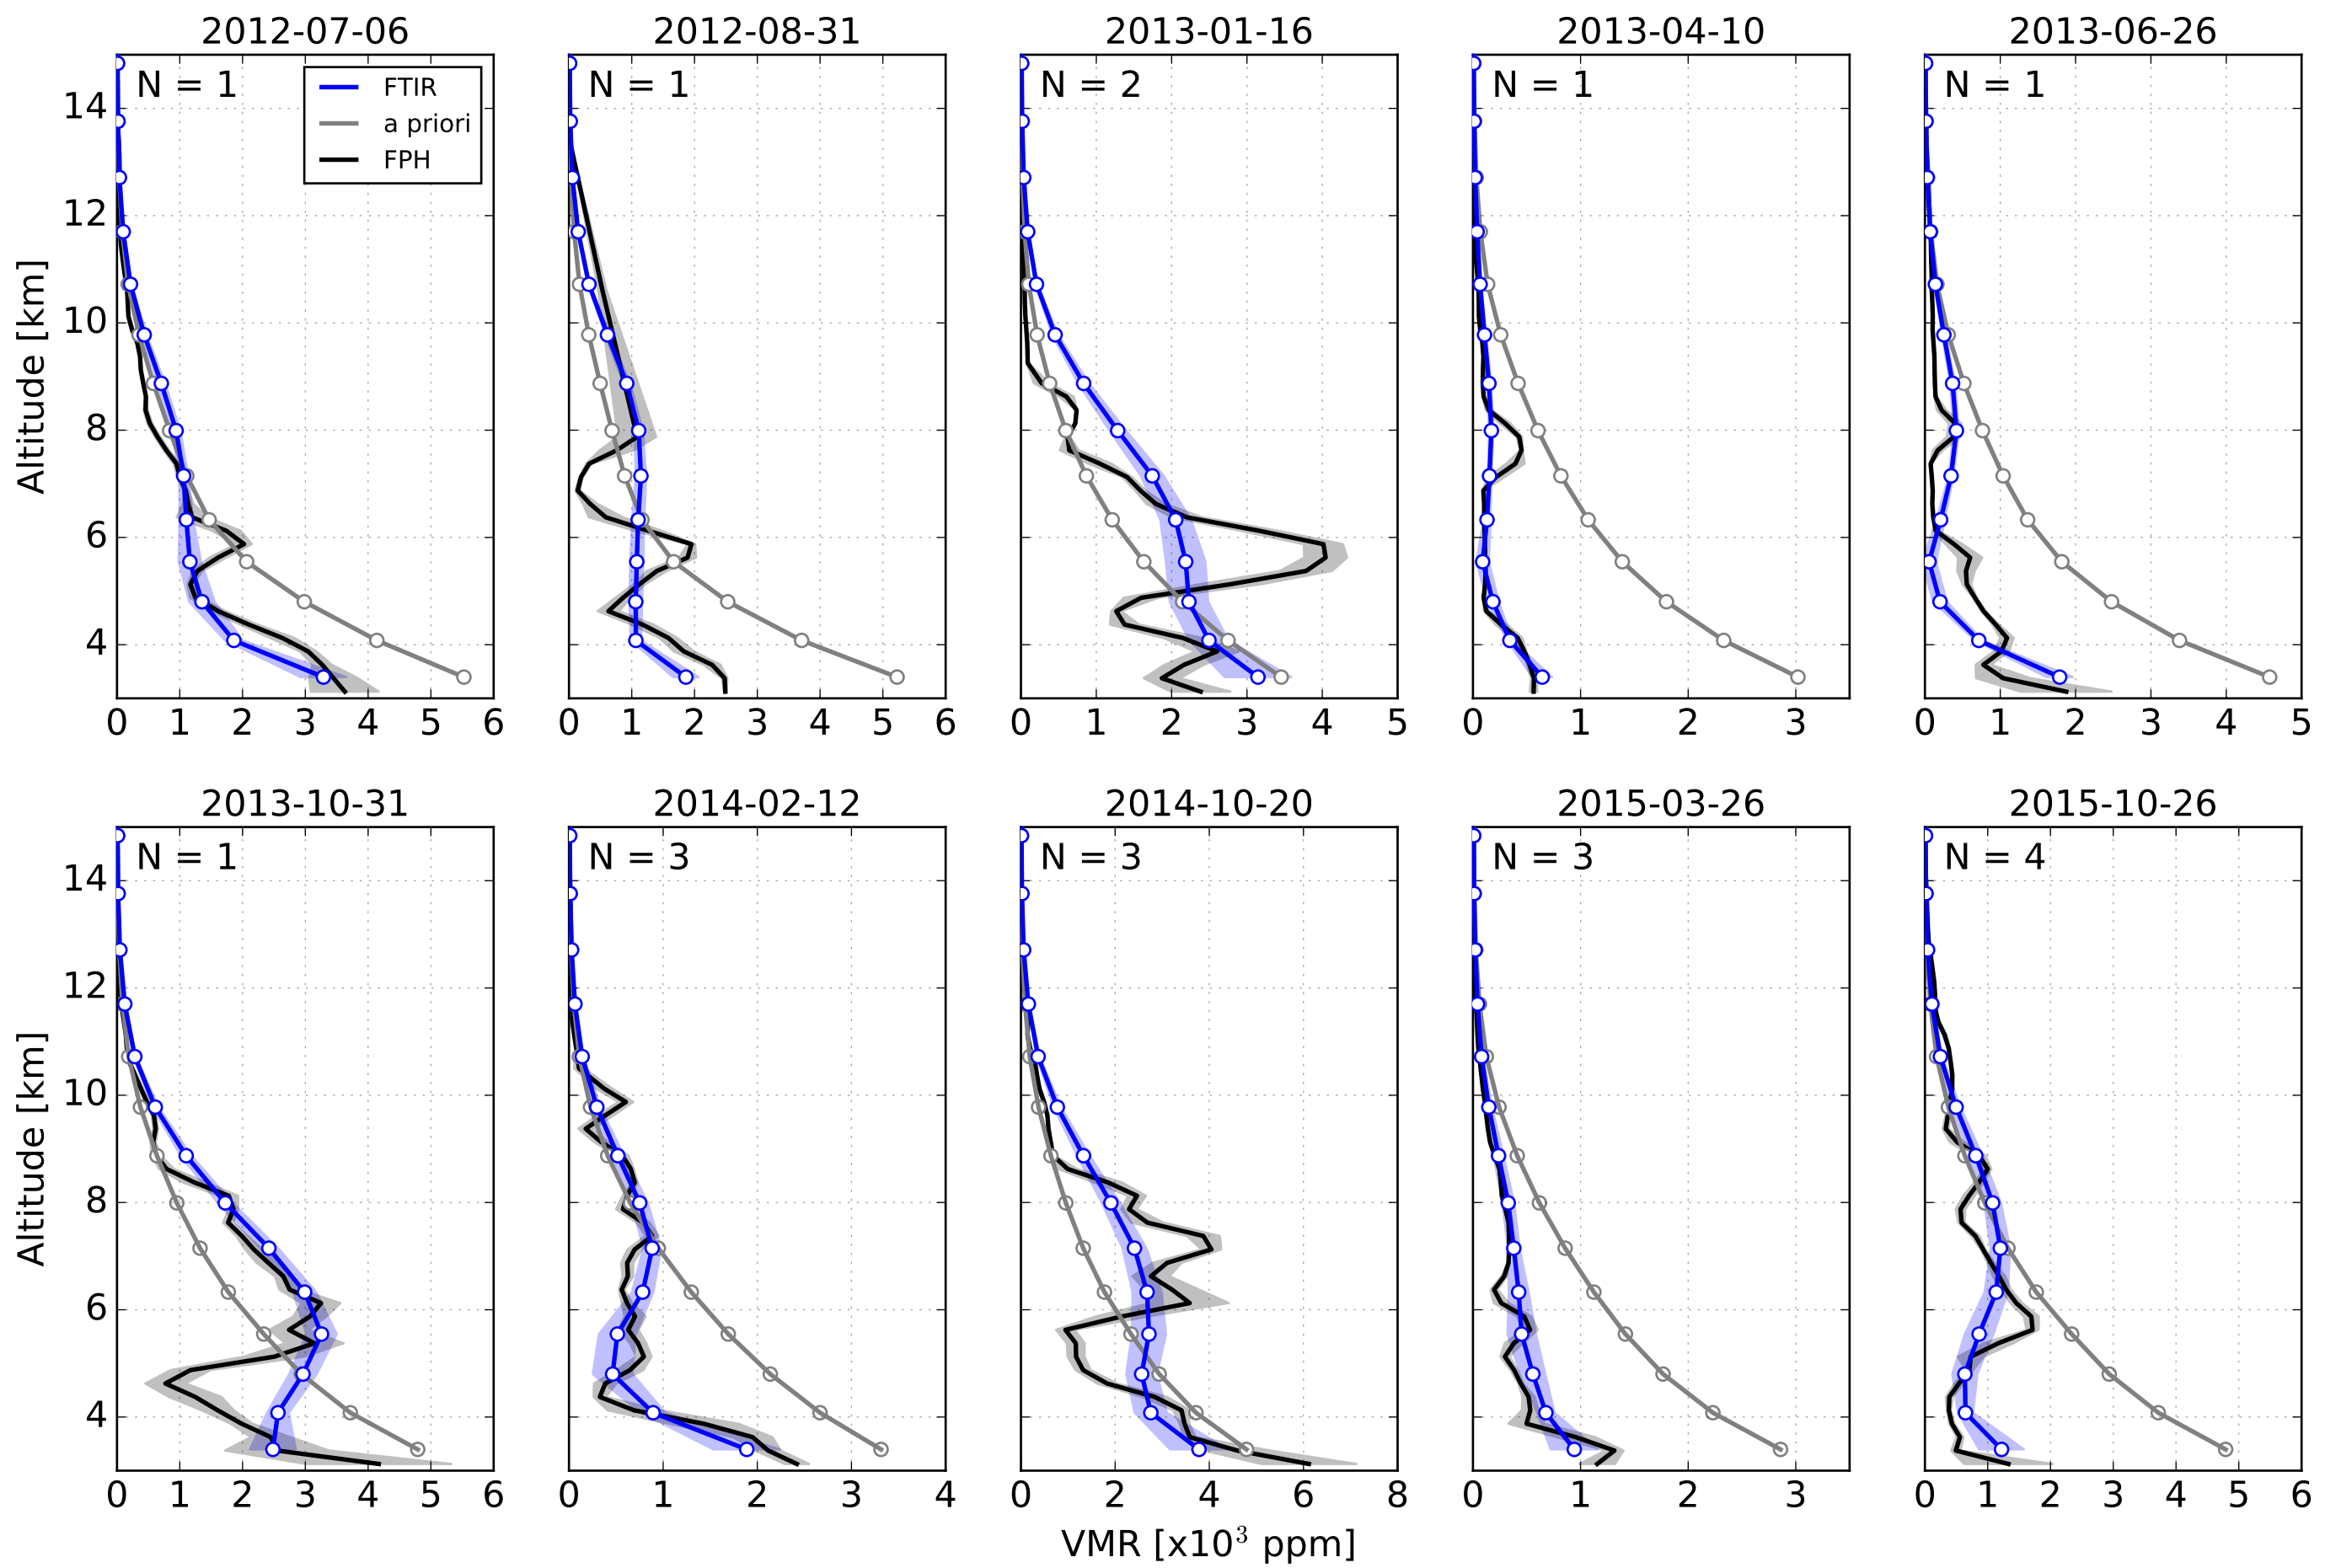 2012-07-06 2012-08-31 2013-01-16 2013-04-10 2013-06-26
N = 1 N = 1 N = 2 N = 1 N = 1
FTIR
a priori
FPH
Altitude [km]
14
12
10
8
6
4
0 1 2 3 4 5 6 0 1 2 3 4 5 6 0 1 2 3 4 5 0 1 2 3 0 1 2 3 4 5
2013-10-31 2014-02-12 2014-10-20 2015-03-26 2015-10-26
N = 1 N = 3 N = 3 N = 3 N = 4
Altitude [km]
14
12
10
8
6
4
0 1 2 3 4 5 6 0 1 2 3 4 0 2 4 6 8 0 1 2 3 0 1 2 3 4 5 6
VMR [x10³ ppm]